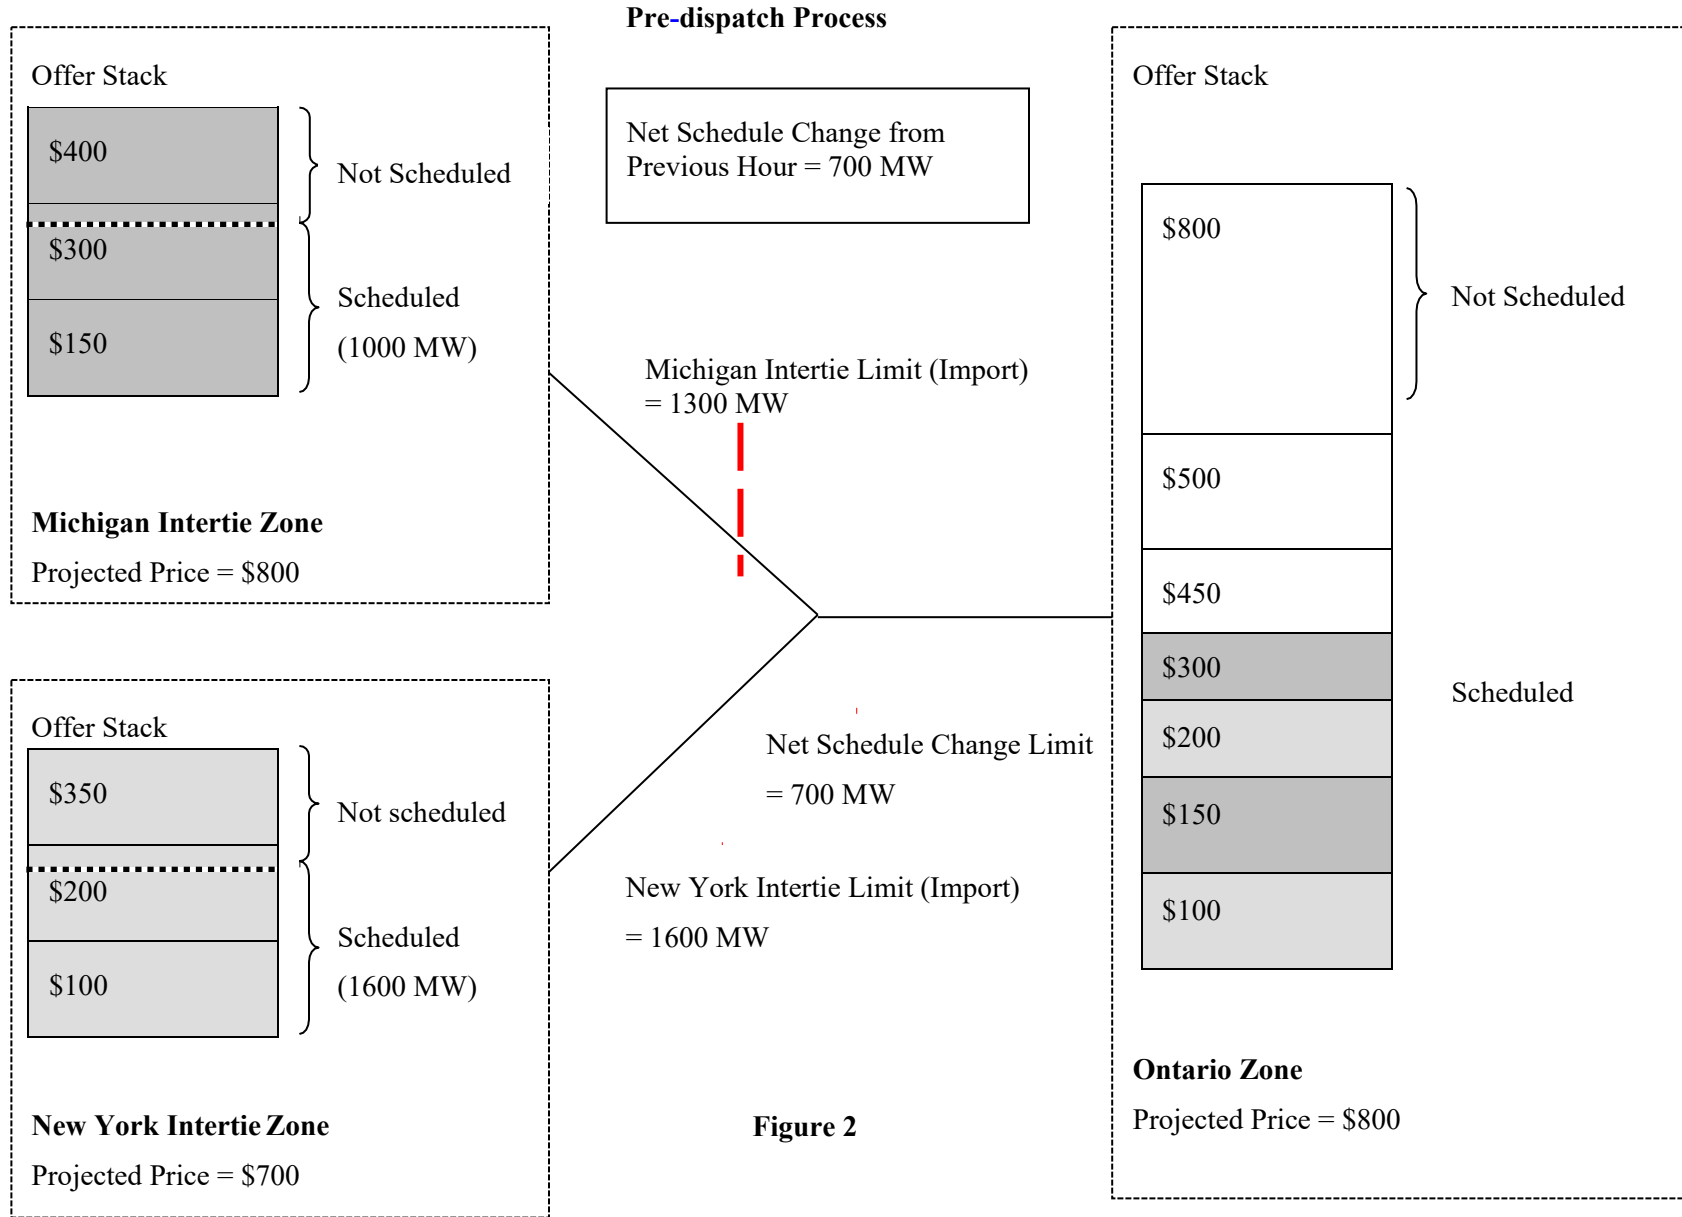 Pre-dispatch Process
Offer Stack
$400
Not Scheduled
$300
Scheduled
$150
(1000 MW)
Michigan Intertie Zone
Projected Price = $800
Net Schedule Change from
Previous Hour = 700 MW
Michigan Intertie Limit (Import)
= 1300 MW
Offer Stack
$350
Not scheduled
$200
Scheduled
$100
(1600 MW)
New York Intertie Zone
Projected Price = $700
Net Schedule Change Limit
= 700 MW
New York Intertie Limit (Import)
= 1600 MW
Figure 2
Offer Stack
$800
Not Scheduled
$500
$450
$300
Scheduled
$200
$150
$100
Ontario Zone
Projected Price = $800